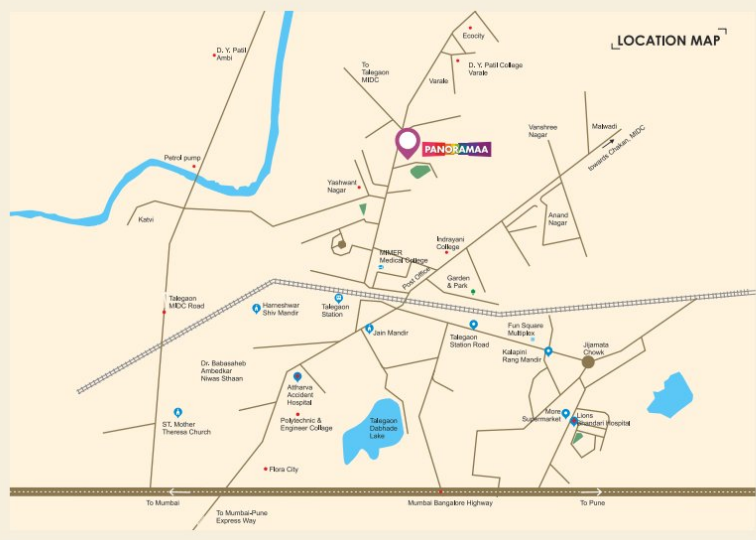 LOCATION MAP
Ecocity
D. Y. Patil
Ambi
To
Talegaon
MIDC
D. Y. Patil College
Varale
Varale
Vanshree
Nagar
Malwadi
towards Chakan, MIDC
PANORAMAA
Petrol pump
Yashwant
Nagar
Katvi
Anand
Nagar
Indrayani
College
MIMER
Medical College
Post Office
Garden
& Park
Talegaon
MIDC Road
Harneshwar
Shiv Mandir
Talegaon
Station
Jain Mandir
Talegaon
Station Road
Fun Square
Multiplex
Kalapini
Rang Mandir
Jijamata
Chowk
Dr. Babasaheb
Ambedkar
Niwas Sthaan
Altharva
Accidant
Hospital
ST. Mother
Theresa Church
Polytechnic &
Engineer College
Talegaon
Dabhade
Lake
More
Supermarket
Lions
Bhandari Hospital
Flora City
To Mumbai
Mumbai Bangalore Highway
To Pune
To Mumbai-Pune
Express Way